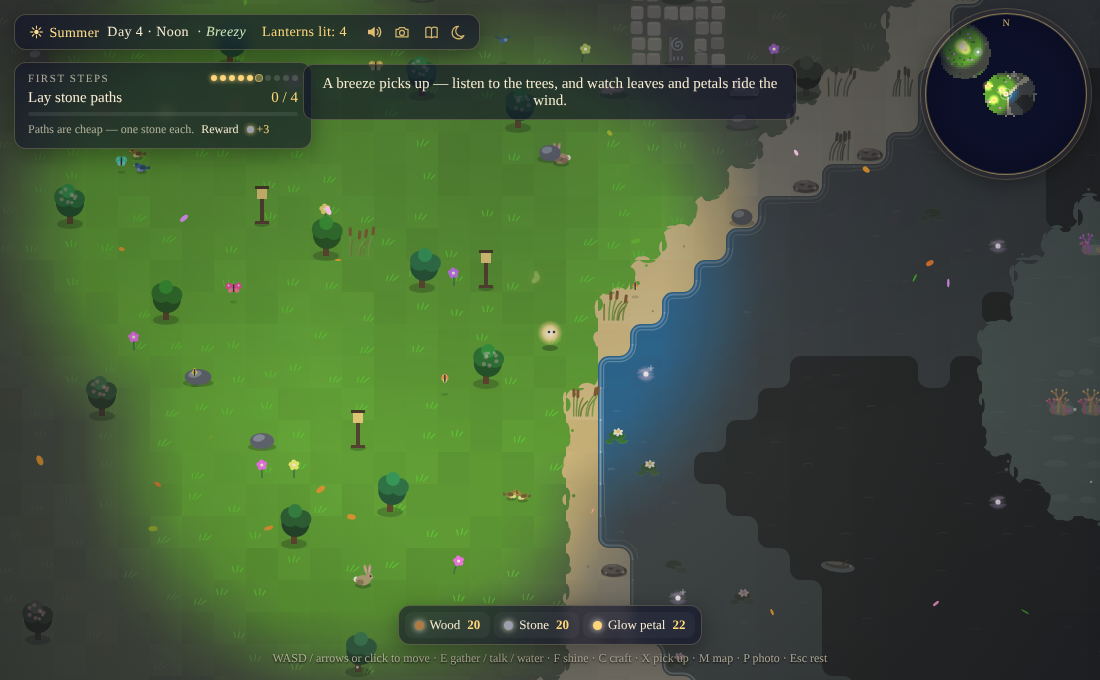 Summer Day 4 · Noon · Breezy Lanterns lit: 4
N
FIRST STEPS
Lay stone paths 0 / 4
Paths are cheap — one stone each. Reward +3
A breeze picks up — listen to the trees, and watch leaves and petals ride the
wind.
Wood 20 Stone 20 Glow petal 22
WASD / arrows or click to move · E gather / talk / water · F shine · C craft · X pick up · M map · P photo · Esc rest